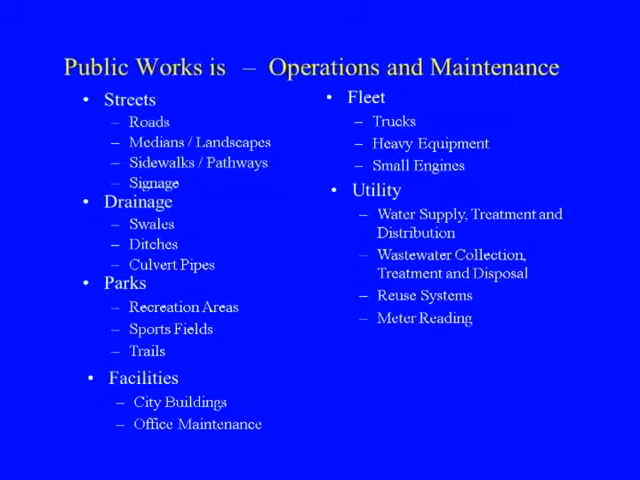 Public Works is – Operations and Maintenance
• Streets
– Roads
– Medians / Landscapes
– Sidewalks / Pathways
– Signage
• Drainage
– Swales
– Ditches
– Culvert Pipes
• Parks
– Recreation Areas
– Sports Fields
– Trails
• Facilities
– City Buildings
– Office Maintenance
• Fleet
– Trucks
– Heavy Equipment
– Small Engines
• Utility
– Water Supply, Treatment and
Distribution
– Wastewater Collection,
Treatment and Disposal
– Reuse Systems
– Meter Reading